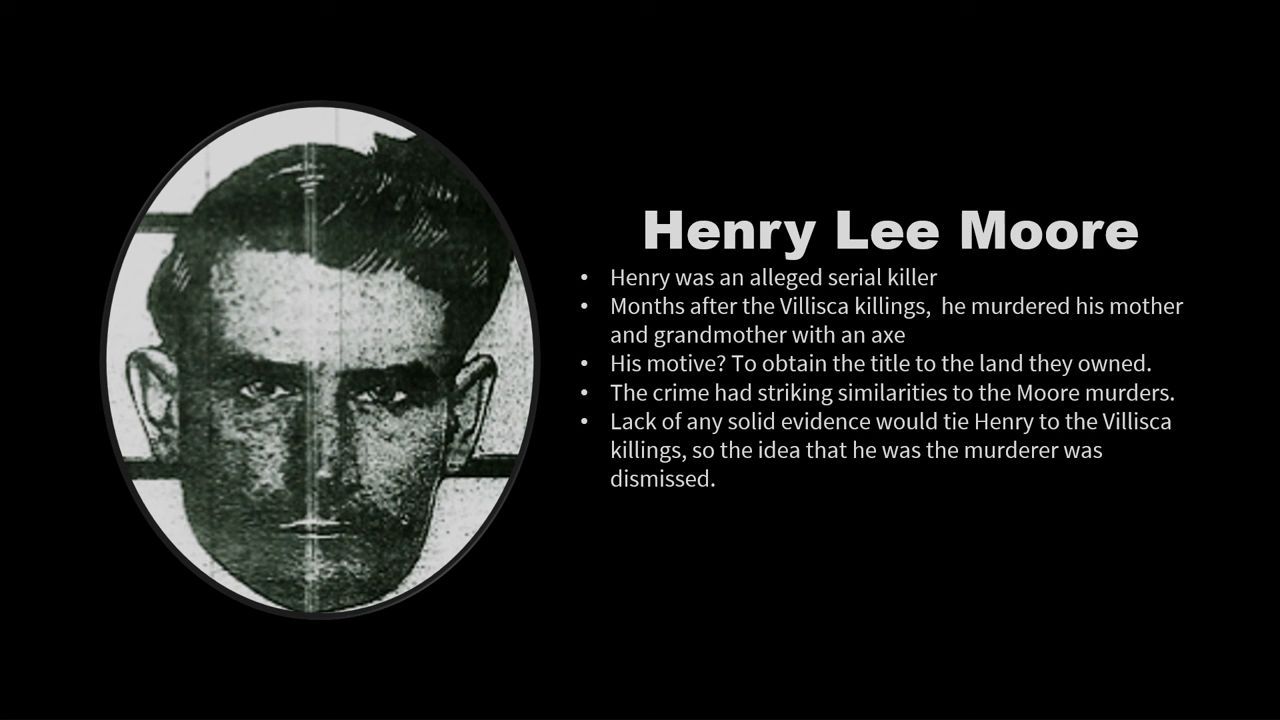 Henry Lee Moore
• Henry was an alleged serial killer
• Months after the Villisca killings,  he murdered his mother
and grandmother with an axe
• His motive? To obtain the title to the land they owned.
• The crime had striking similarities to the Moore murders.
• Lack of any solid evidence would tie Henry to the Villisca
killings, so the idea that he was the murderer was
dismissed.